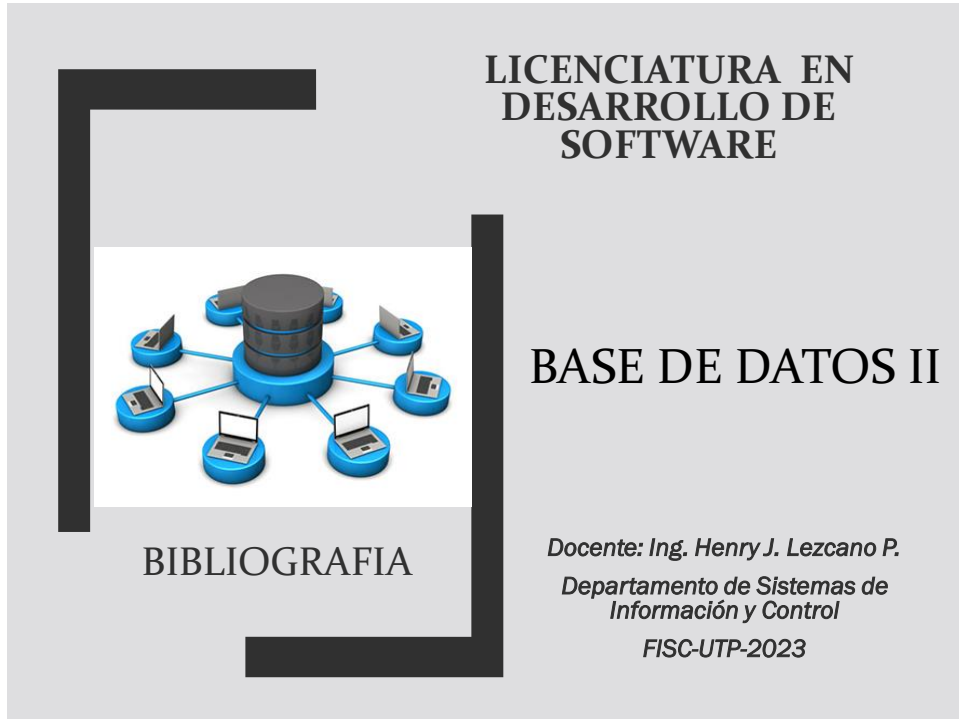 LICENCIATURA EN
DESARROLLO DE
SOFTWARE
BASE DE DATOS II
BIBLIOGRAFIA
Docente: Ing. Henry J. Lezcano P.
Departamento de Sistemas de
Información y Control
FISC-UTP-2023